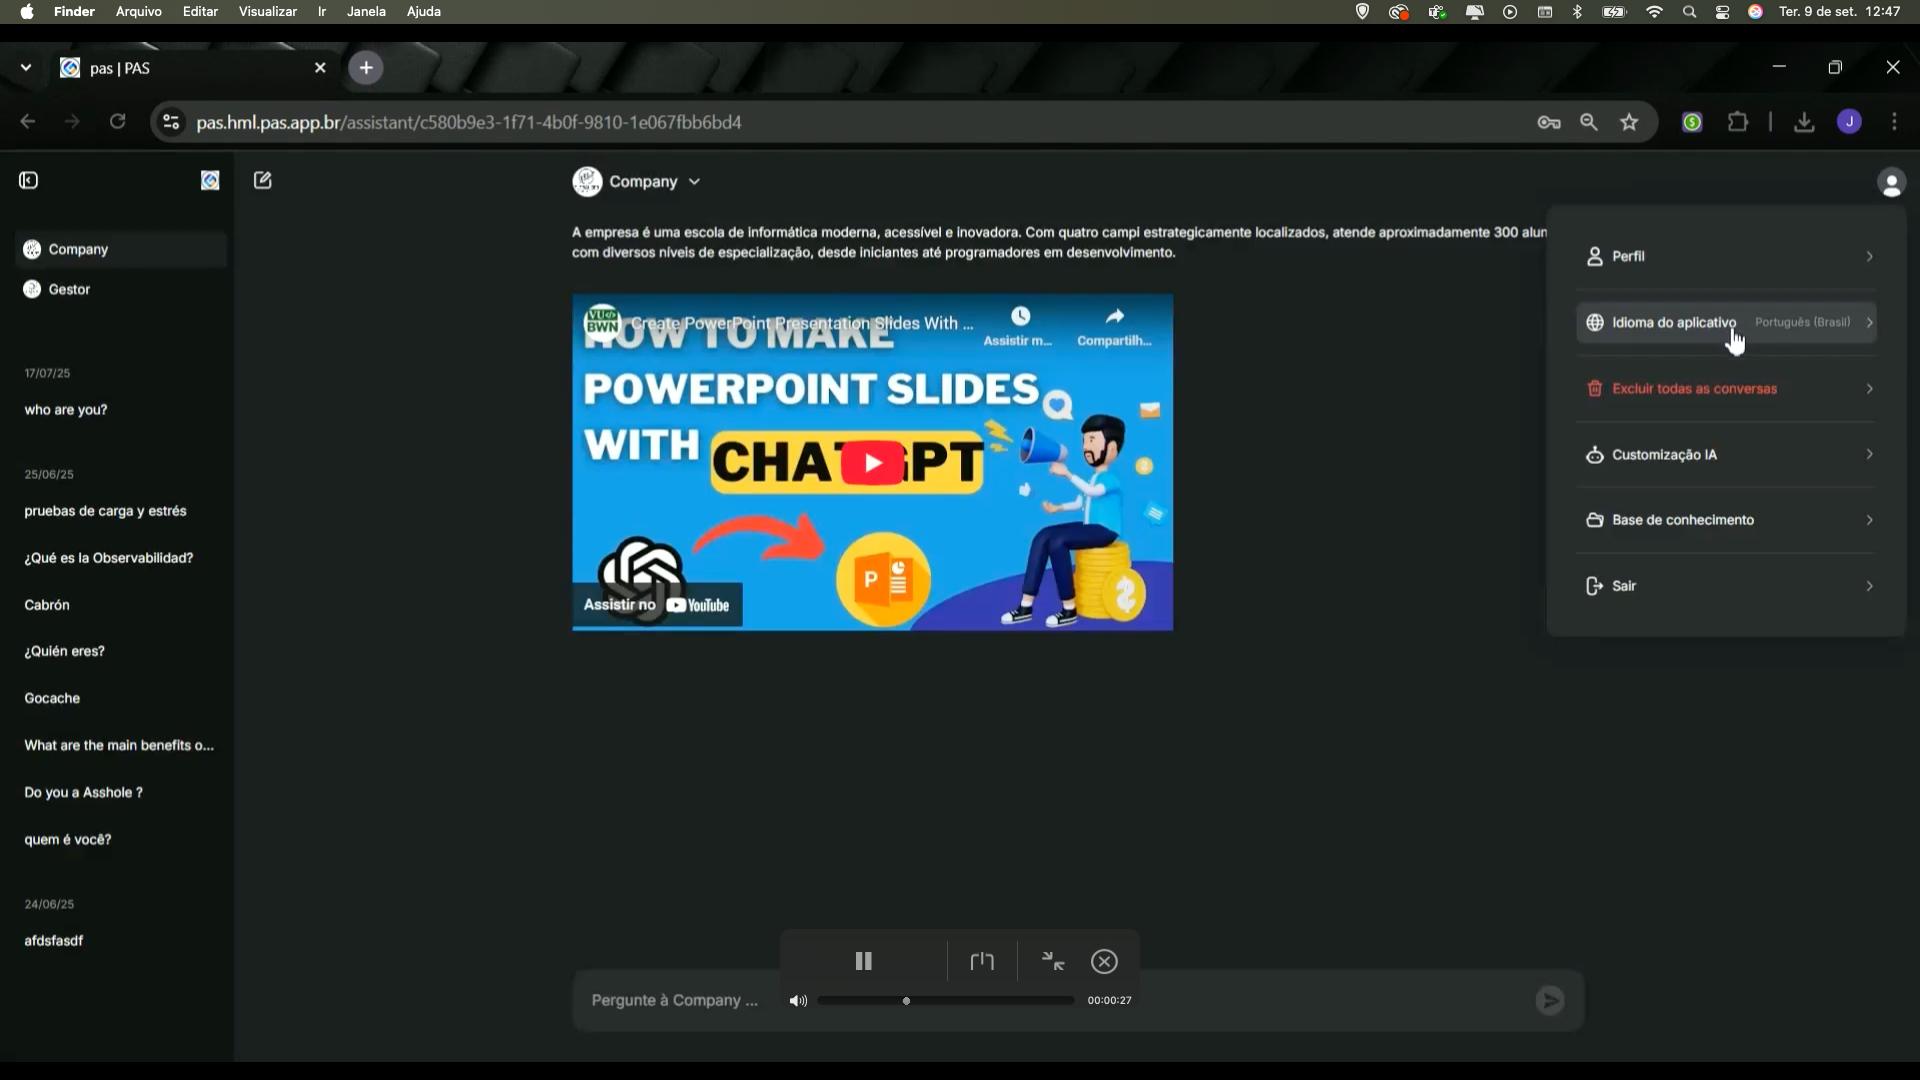 Finder Arquivo Editar Visualizar Ir Janela Ajuda
Ter. 9 de set. 12:47
pas | PAS
pas.hml.pas.app.br/assistant/c580b9e3-1f71-4b0f-9810-1e067fbb6bd4
J
Company
Gestor
17/07/25
who are you?
25/06/25
pruebas de carga y estrés
¿Qué es la Observabilidad?
Cabrón
¿Quién eres?
Gocache
What are the main benefits o...
Do you a Asshole ?
quem é você?
24/06/25
afdsfasdf
Company
A empresa é uma escola de informática moderna, acessível e inovadora. Com quatro campi estrategicamente localizados, atende aproximadamente 300 alun
com diversos níveis de especialização, desde iniciantes até programadores em desenvolvimento.
VU</>
BWN
Create PowerPoint Presentation Slides With ...
Assistir m...
Compartilh...
HOW TO MAKE
POWERPOINT SLIDES
WITH
P
Assistir no YouTube
Perfil
Idioma do aplicativo Português (Brasil)
Excluir todas as conversas
Customização IA
Base de conhecimento
Sair
Pergunte à Company ...
00:00:27